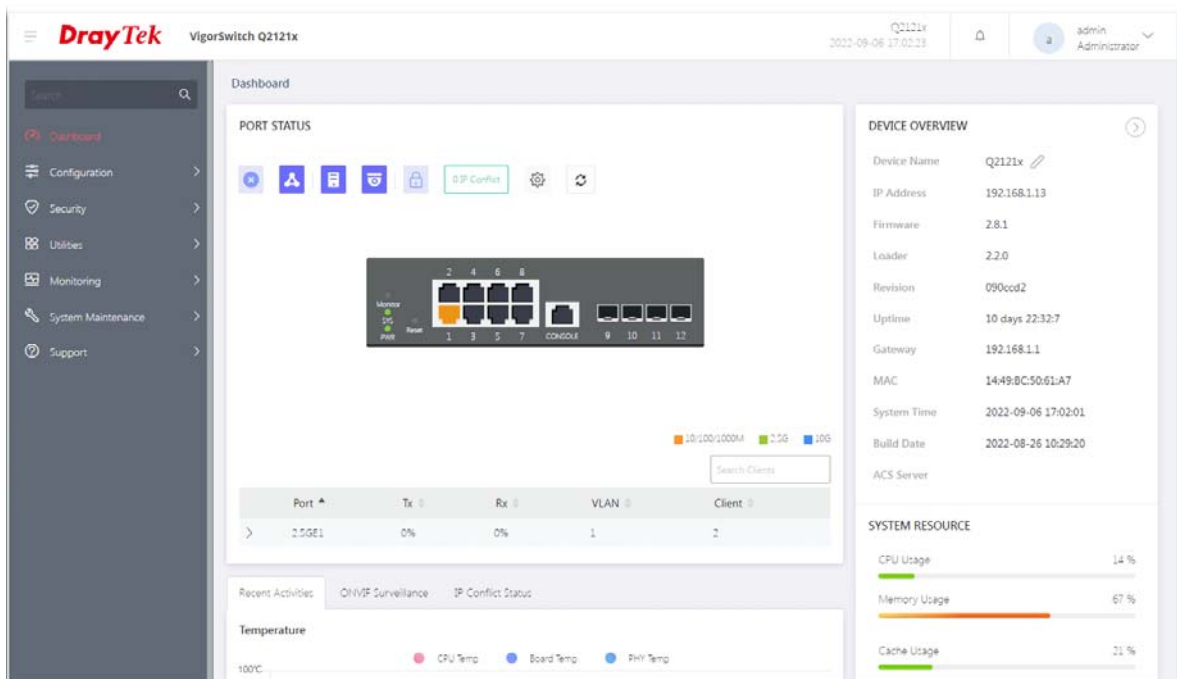 DrayTek VigorSwitch Q2121x
Q2121x
2022-09-06 17:02:23
a
admin
Administrator
Search
Dashboard
Configuration
Security
Utilities
Monitoring
System Maintenance
Support
Dashboard
PORT STATUS
0 IP Conflict
2 4 6 8
Monitor
SYS
PWR
Reset
1 3 5 7 CONSOLE 9 10 11 12
10/100/1000M 2.5G 10G
Search Clients
Port Tx Rx VLAN Client
2.5GE1 0% 0% 1 2
Recent Activities ONVIF Surveillance IP Conflict Status
Temperature
CPU Temp Board Temp PHY Temp
100°C
DEVICE OVERVIEW
Device Name Q2121x
IP Address 192.168.1.13
Firmware 2.8.1
Loader 2.2.0
Revision 090ccd2
Uptime 10 days 22:32:7
Gateway 192.168.1.1
MAC 14:49:BC:50:61:A7
System Time 2022-09-06 17:02:01
Build Date 2022-08-26 10:29:20
ACS Server
SYSTEM RESOURCE
CPU Usage 14 %
Memory Usage 67 %
Cache Usage 21 %